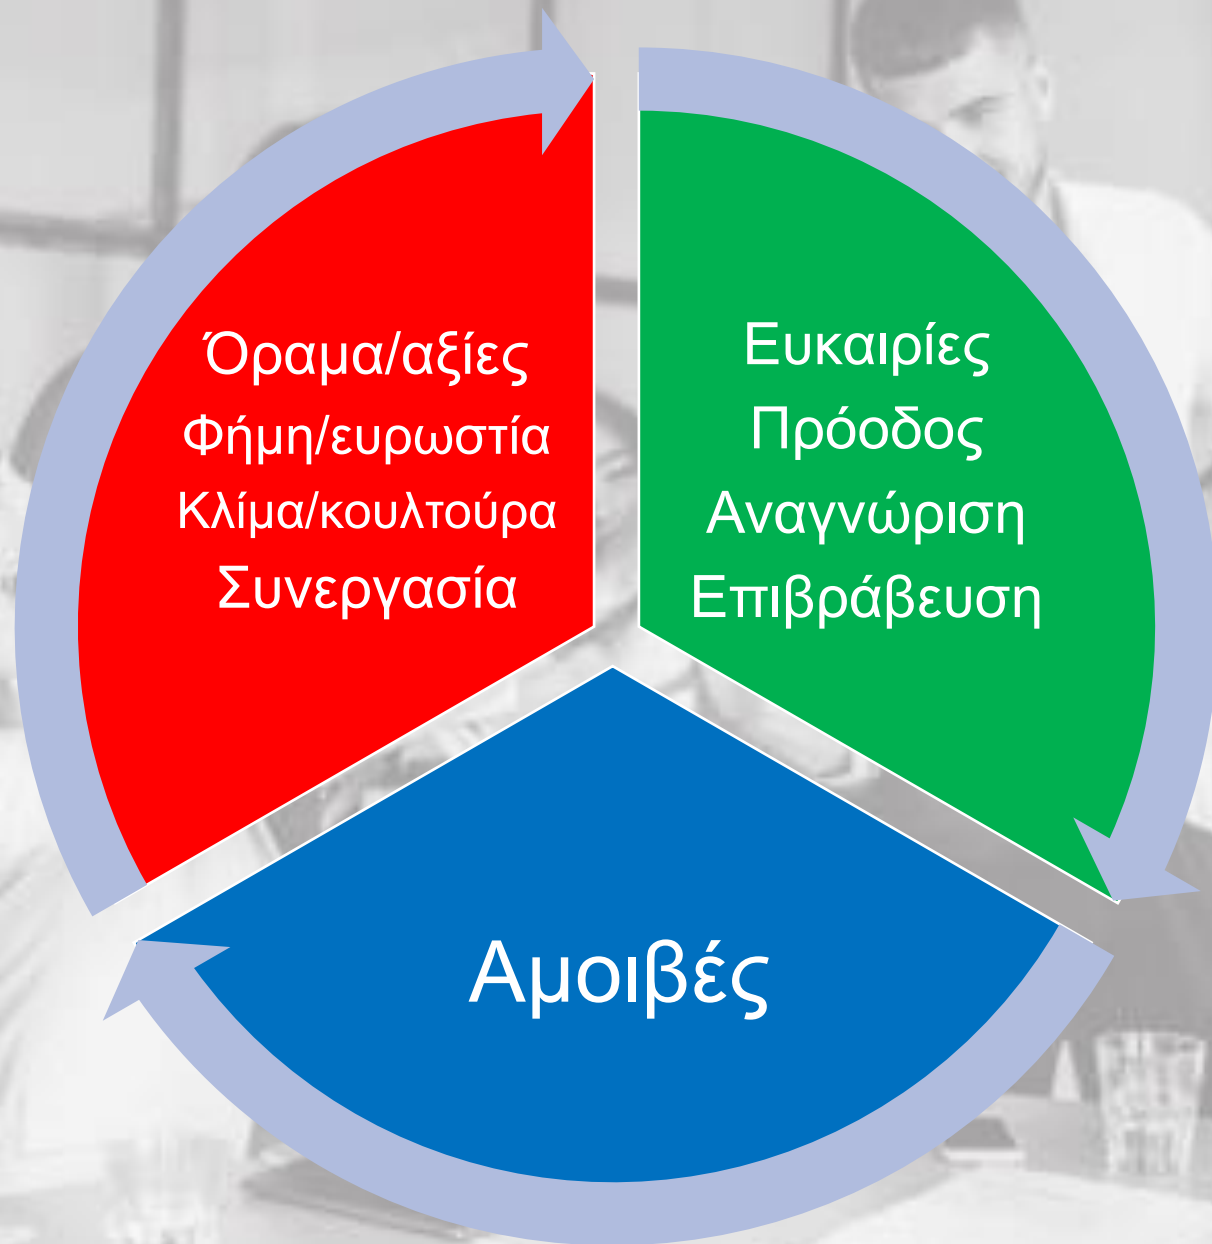 Όραμα/αξίες
Φήμη/ευρωστία
Κλίμα/κουλτούρα
Συνεργασία
Ευκαιρίες
Πρόοδος
Αναγνώριση
Επιβράβευση
Αμοιβές